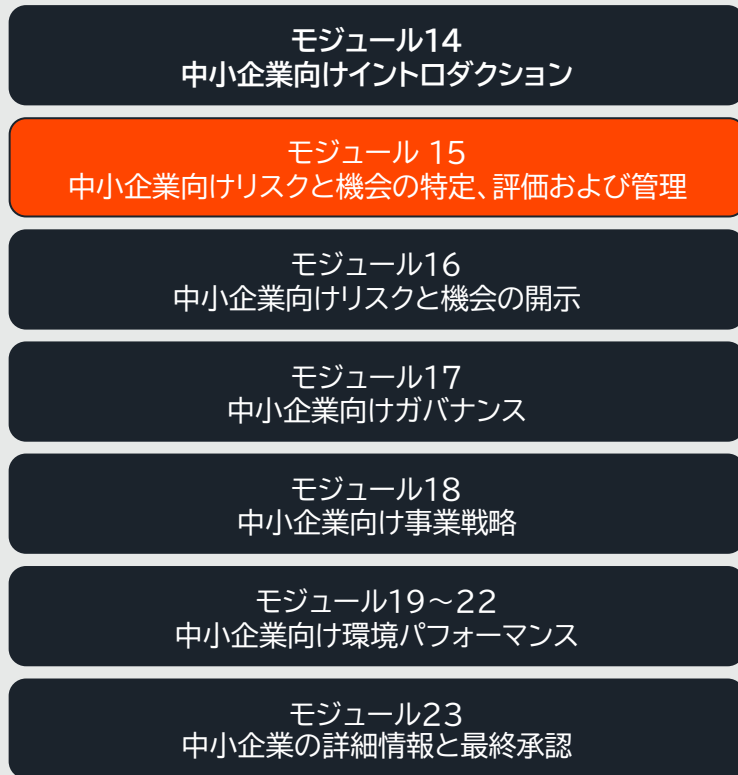 モジュール14
中小企業向けイントロダクション
モジュール 15
中小企業向けリスクと機会の特定、評価および管理
モジュール16
中小企業向けリスクと機会の開示
モジュール17
中小企業向けガバナンス
モジュール18
中小企業向け事業戦略
モジュール19～22
中小企業向け環境パフォーマンス
モジュール23
中小企業の詳細情報と最終承認